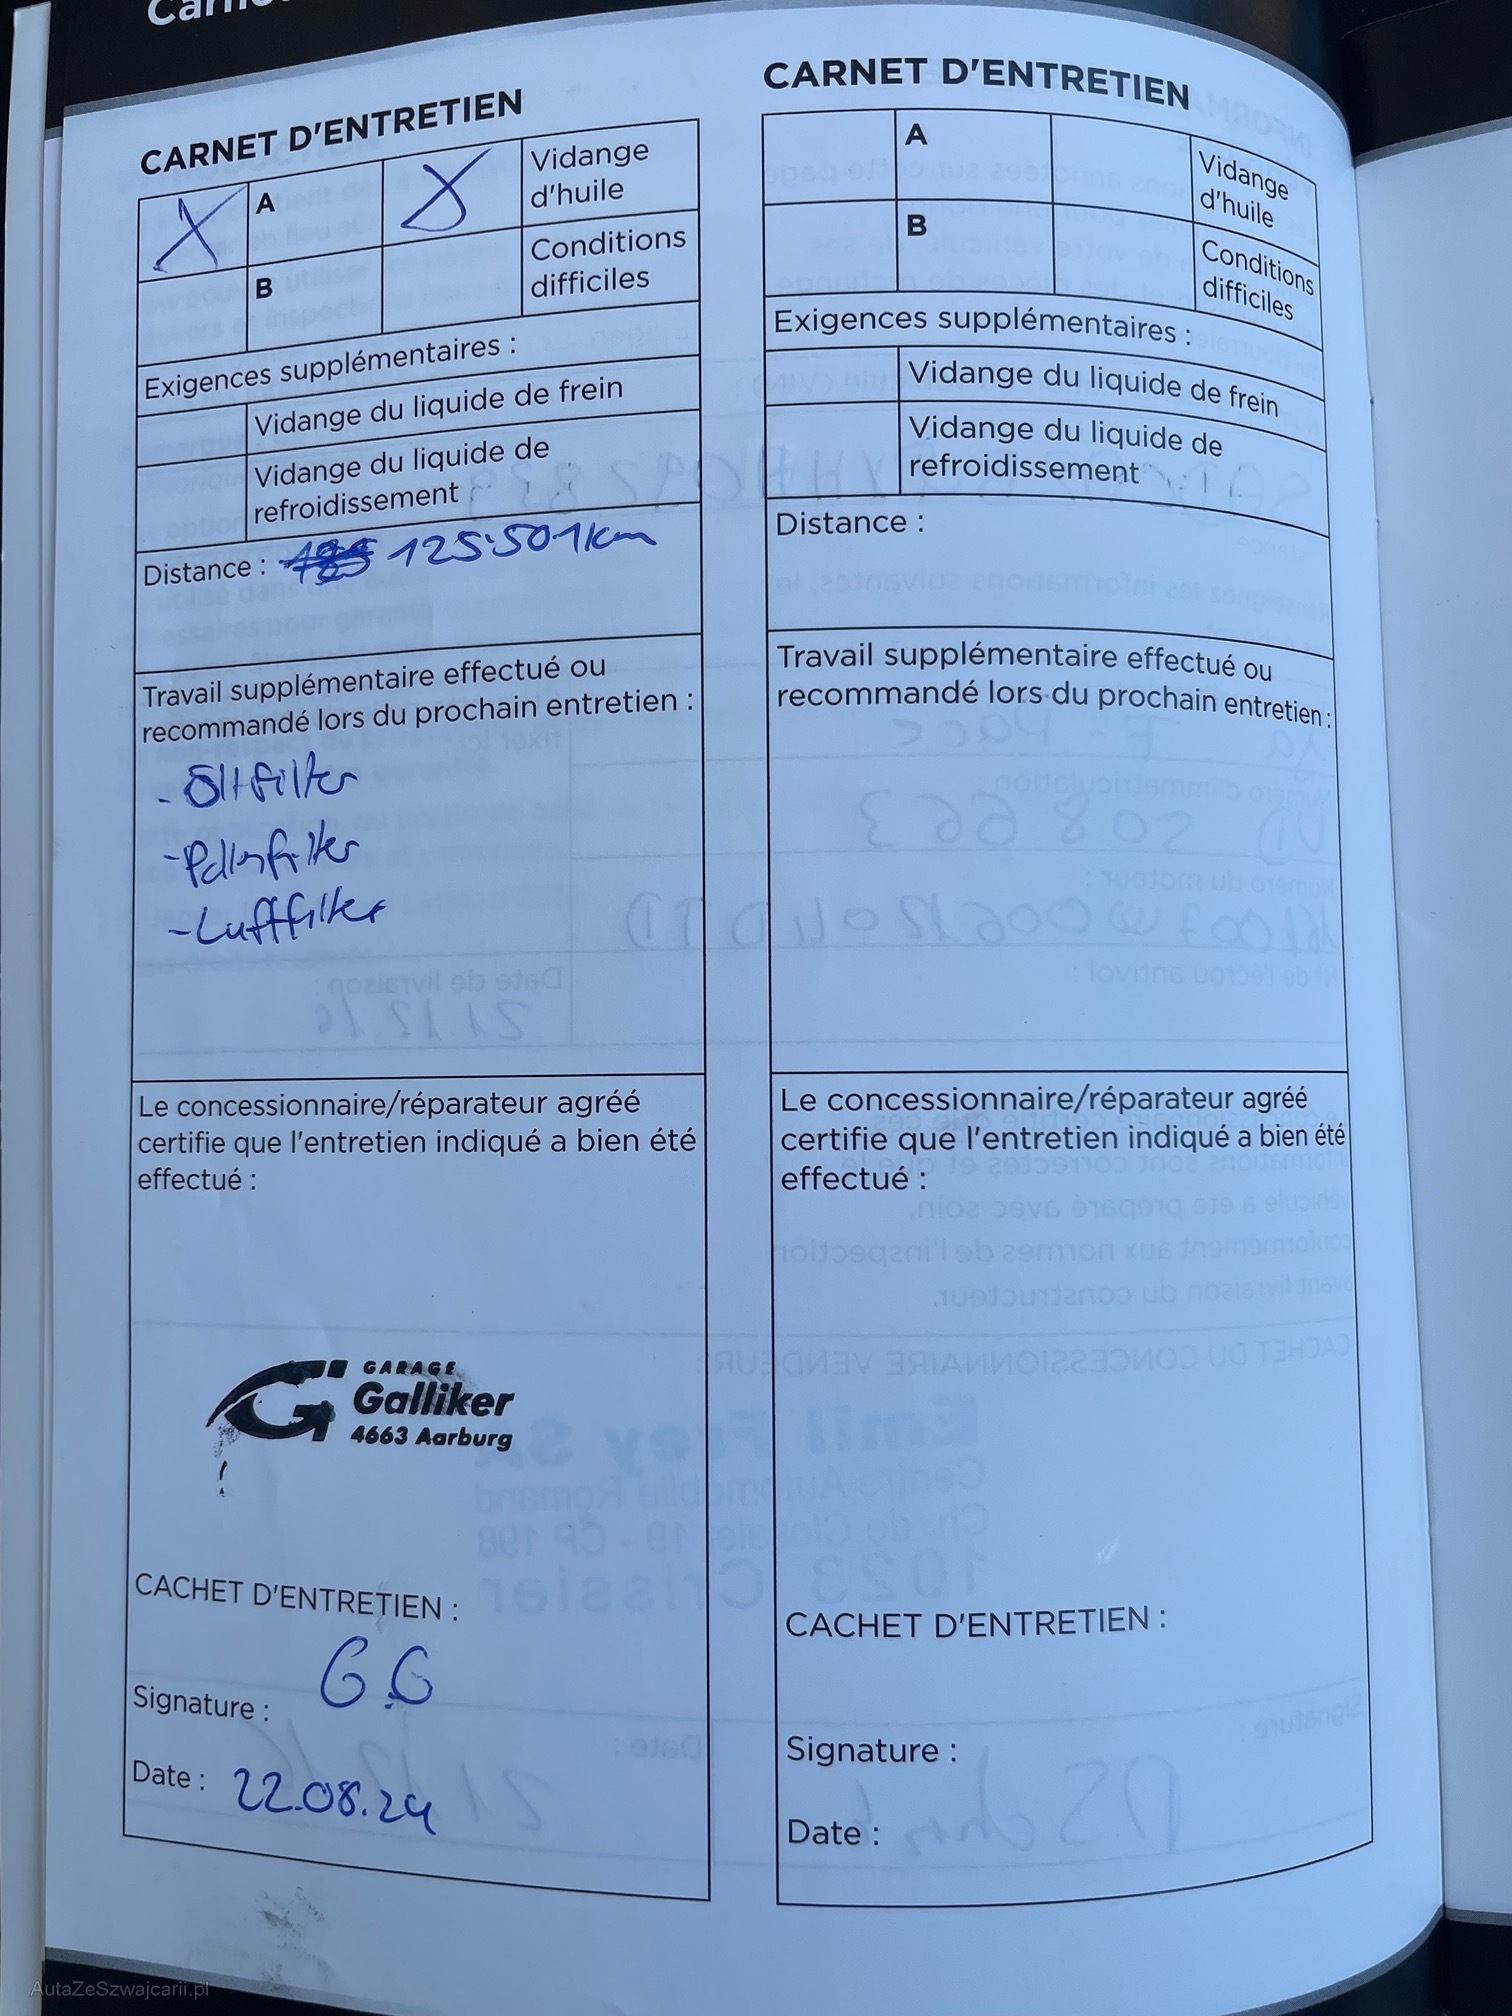 CARNET D'ENTRETIEN
X A X Vidange d'huile
B Conditions difficiles
Exigences supplémentaires :
Vidange du liquide de frein
Vidange du liquide de
refroidissement
Distance : 125.501km
Travail supplémentaire effectué ou
recommandé lors du prochain entretien :
- Ölfilter
- Pollenfilter
- Luftfilter
Le concessionnaire/réparateur agréé
certifie que l'entretien indiqué a bien été
effectué :
GARAGE
Galliker
4663 Aarburg
CACHET D'ENTRETIEN :
Signature : G.G
Date : 22.08.24
CARNET D'ENTRETIEN
A Vidange d'huile
B Conditions difficiles
Exigences supplémentaires :
Vidange du liquide de frein
Vidange du liquide de
refroidissement
Distance :
Travail supplémentaire effectué ou
recommandé lors du prochain entretien :
Le concessionnaire/réparateur agréé
certifie que l'entretien indiqué a bien été
effectué :
CACHET D'ENTRETIEN :
Signature :
Date :
AutaZeSzwajcarii.pl